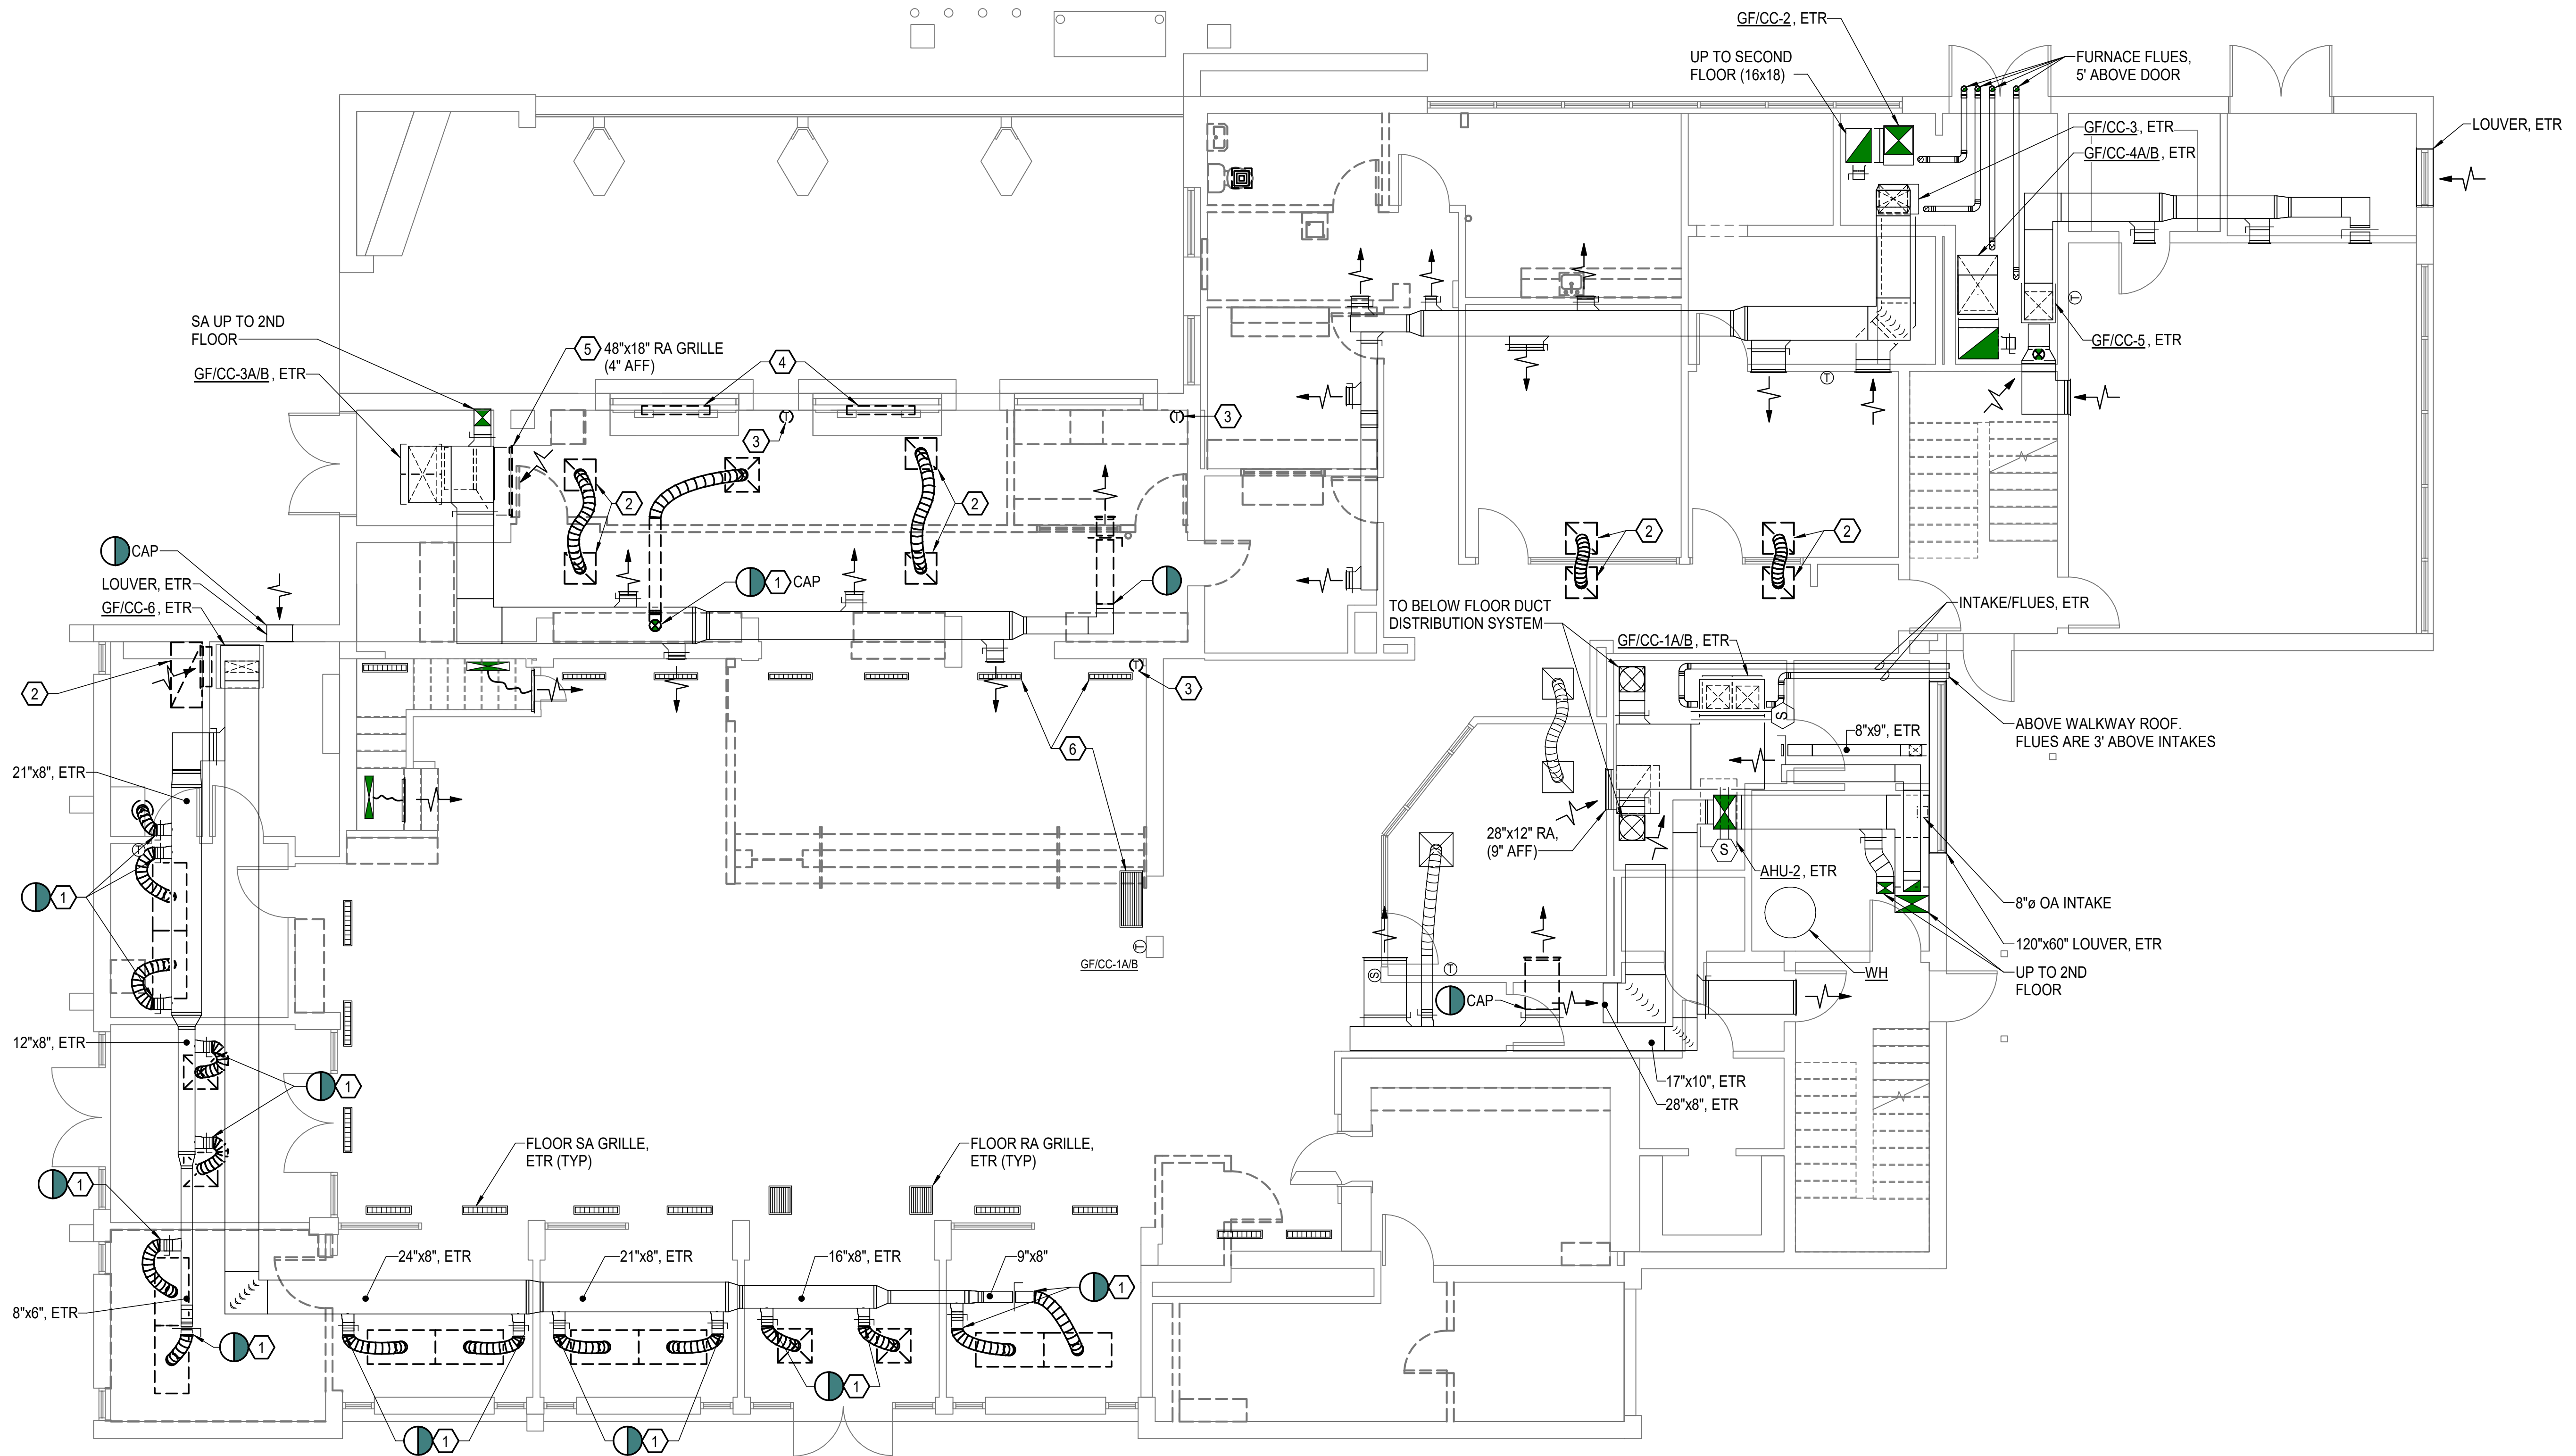 GF/CC-2, ETR
UP TO SECOND
FLOOR (16x18)
FURNACE FLUES,
5' ABOVE DOOR
GF/CC-3, ETR
GF/CC-4A/B, ETR
LOUVER, ETR
T
GF/CC-5, ETR
T
SA UP TO 2ND
FLOOR
GF/CC-3A/B, ETR
5
48"x18" RA GRILLE
(4" AFF)
4
T
3
T
3
2
2
2
2
CAP
LOUVER, ETR
GF/CC-6, ETR
1
CAP
2
3
T
6
TO BELOW FLOOR DUCT
DISTRIBUTION SYSTEM
GF/CC-1A/B, ETR
INTAKE/FLUES, ETR
S
ABOVE WALKWAY ROOF.
FLUES ARE 3' ABOVE INTAKES
8"x9", ETR
21"x8", ETR
T
1
28"x12" RA,
(9" AFF)
S
AHU-2, ETR
8"ø OA INTAKE
120"x60" LOUVER, ETR
UP TO 2ND
FLOOR
WH
T
GF/CC-1A/B
S
T
CAP
17"x10", ETR
28"x8", ETR
12"x8", ETR
1
1
FLOOR SA GRILLE,
ETR (TYP)
FLOOR RA GRILLE,
ETR (TYP)
24"x8", ETR
21"x8", ETR
16"x8", ETR
9"x8"
1
8"x6", ETR
1
1
1
1